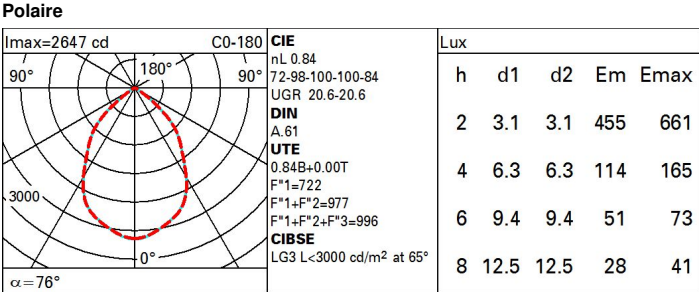 Polaire
Imax=2647 cd C0-180
90° 180° 90°
3000
0°
α=76°
CIE
nL 0.84
72-98-100-100-84
UGR 20.6-20.6
DIN
A.61
UTE
0.84B+0.00T
F"1=722
F"1+F"2=977
F"1+F"2+F"3=996
CIBSE
LG3 L<3000 cd/m² at 65°
Lux
h d1 d2 Em Emax
2 3.1 3.1 455 661
4 6.3 6.3 114 165
6 9.4 9.4 51 73
8 12.5 12.5 28 41